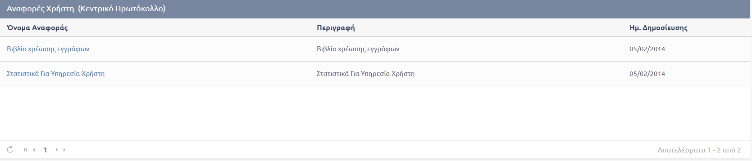 Αναφορές Χρήστη (Κεντρικό Πρωτόκολλο)
Όνομα Αναφοράς Περιγραφή Ημ. Δημοσίευσης
Βιβλίο χρέωσης εγγράφων Βιβλίο χρέωσης εγγράφων 05/02/2014
Στατιστικά Για Υπηρεσία Χρήστη Στατιστικά Για Υπηρεσία Χρήστη 05/02/2014
1 Αποτελέσματα 1 - 2 από 2